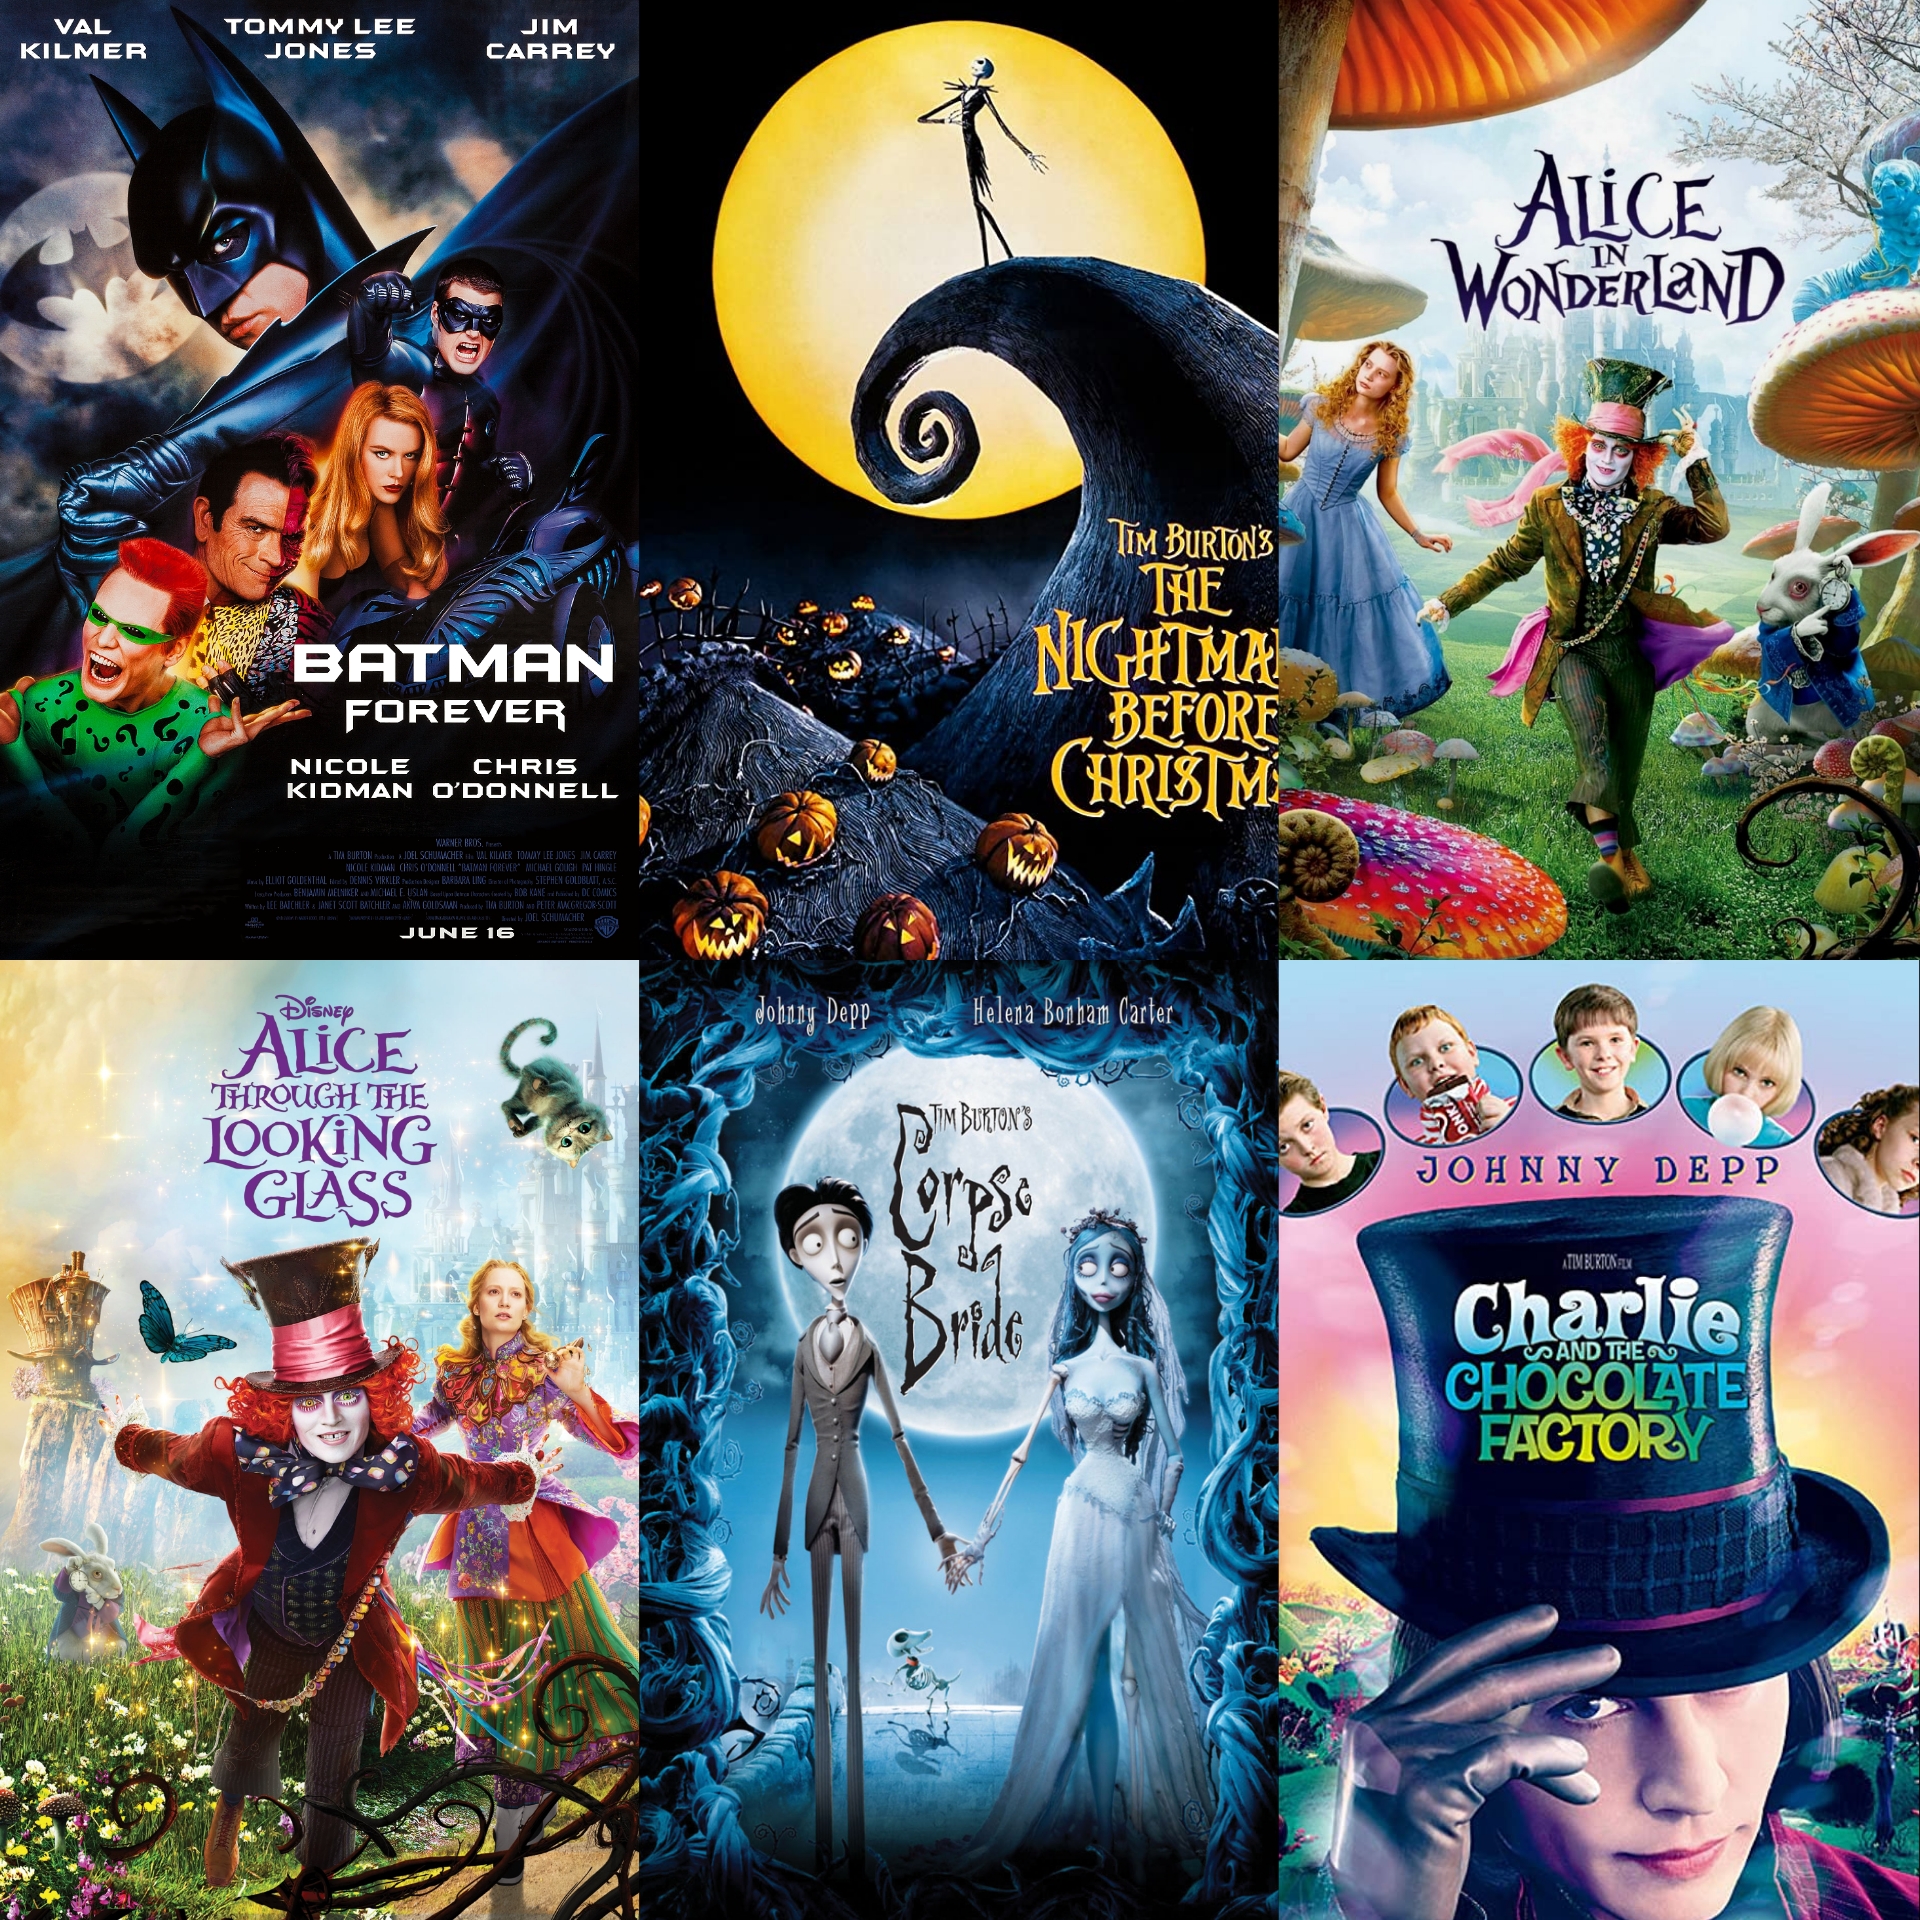 VAL KILMER
TOMMY LEE JONES
JIM CARREY
BATMAN
FOREVER
NICOLE KIDMAN
CHRIS O'DONNELL
WARNER BROS.
JUNE 16
TIM BURTON'S
THE
NIGHTMA
BEFORE
CHRISTM
ALICE
IN
WONDERLAND
DISNEY
ALICE
THROUGH THE
LOOKING
GLASS
Johnny Depp
Helena Bonham Carter
TIM BURTON'S
Corpse
Bride
JOHNNY DEPP
A TIM BURTON FILM
Charlie
AND THE
CHOCOLATE
FACTORY